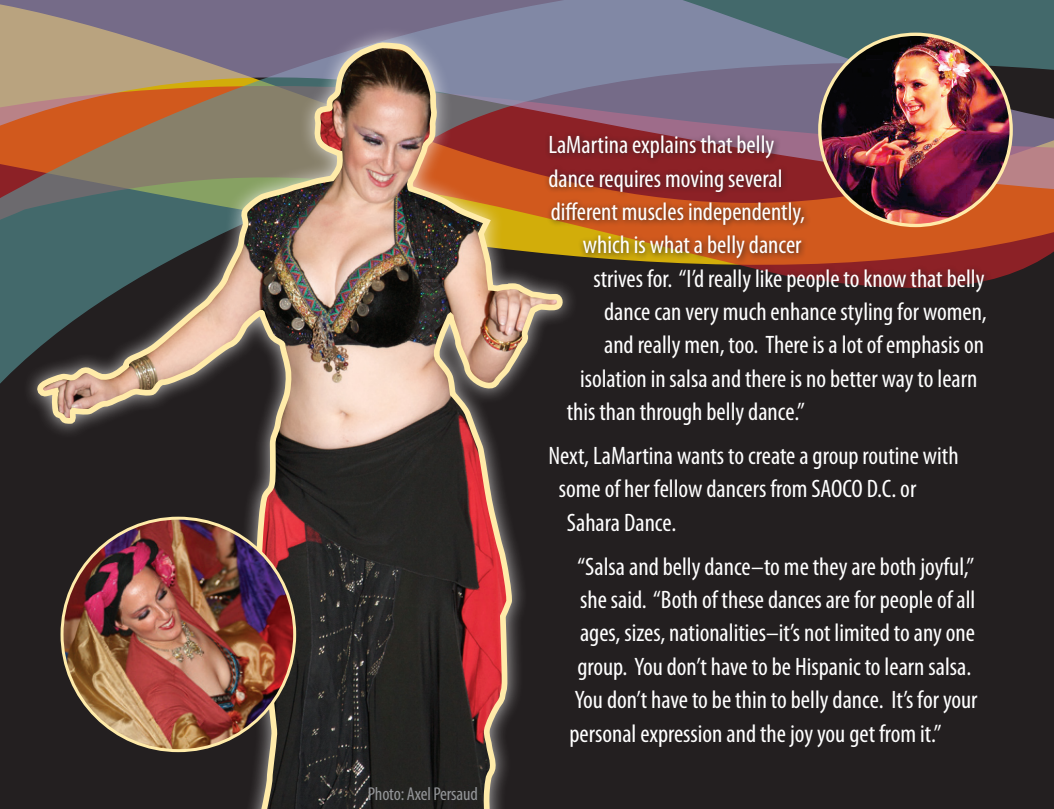 LaMartina explains that belly
dance requires moving several
different muscles independently,
which is what a belly dancer
strives for.  “I’d really like people to know that belly
dance can very much enhance styling for women,
and really men, too.  There is a lot of emphasis on
isolation in salsa and there is no better way to learn
this than through belly dance.”
Next, LaMartina wants to create a group routine with
some of her fellow dancers from SAOCO D.C. or
Sahara Dance.
“Salsa and belly dance–to me they are both joyful,”
she said.  “Both of these dances are for people of all
ages, sizes, nationalities–it’s not limited to any one
group.  You don’t have to be Hispanic to learn salsa.
You don’t have to be thin to belly dance.  It’s for your
personal expression and the joy you get from it.”
Photo: Axel Persaud